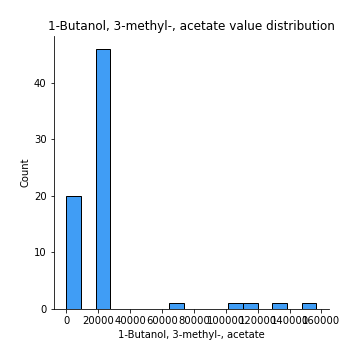 1-Butanol, 3-methyl-, acetate value distribution
40
30
20
10
0
Count
0 20000 40000 60000 80000 100000 120000 140000 160000
1-Butanol, 3-methyl-, acetate